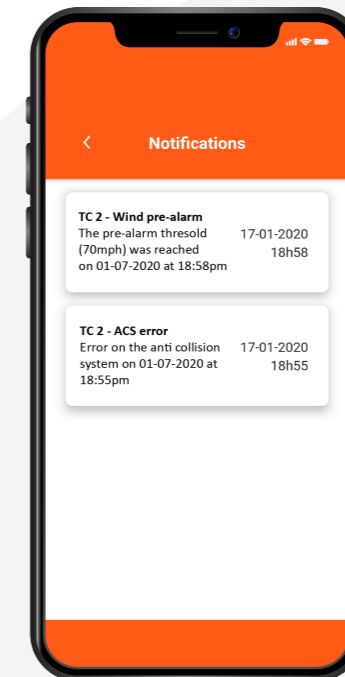 Notifications
TC 2 - Wind pre-alarm
The pre-alarm thresold
(70mph) was reached
on 01-07-2020 at 18:58pm
17-01-2020
18h58
TC 2 - ACS error
Error on the anti collision
system on 01-07-2020 at
18:55pm
17-01-2020
18h55